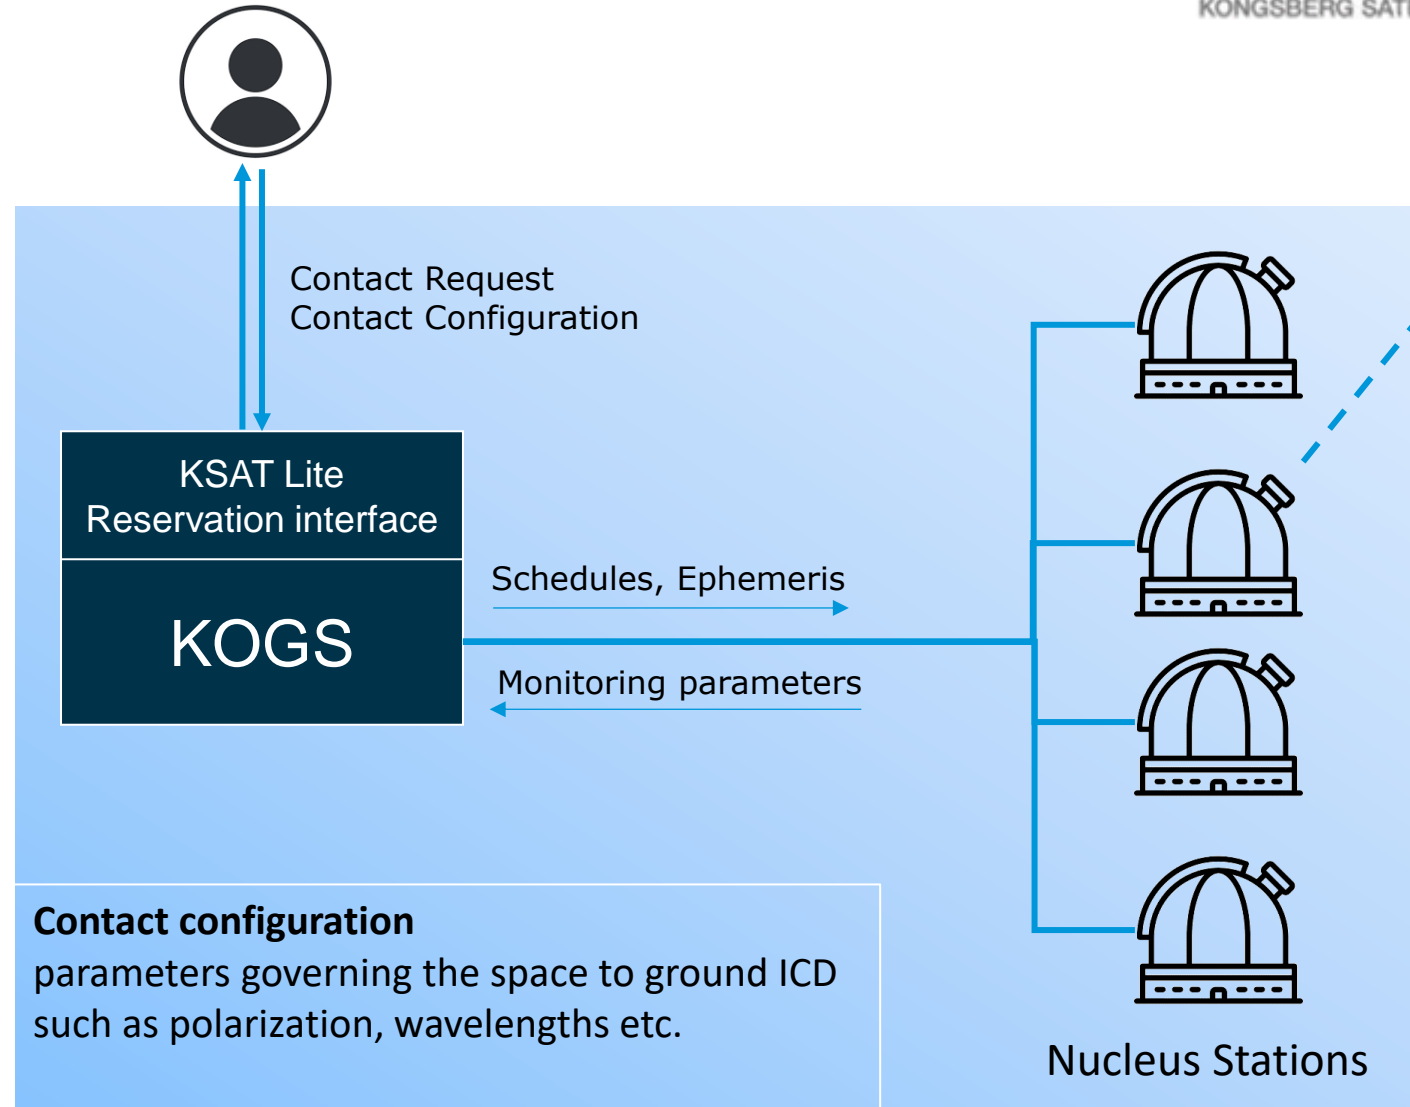 KONGSBERG
Contact Request
Contact Configuration
KSAT Lite
Reservation interface
KOGS
Schedules, Ephemeris
Monitoring parameters
Contact configuration
parameters governing the space to ground ICD
such as polarization, wavelengths etc.
Nucleus Stations